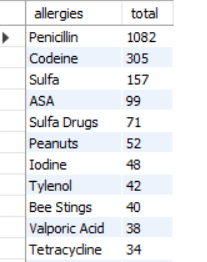 allergies total
Penicillin 1082
Codeine 305
Sulfa 157
ASA 99
Sulfa Drugs 71
Peanuts 52
Iodine 48
Tylenol 42
Bee Stings 40
Valporic Acid 38
Tetracycline 34